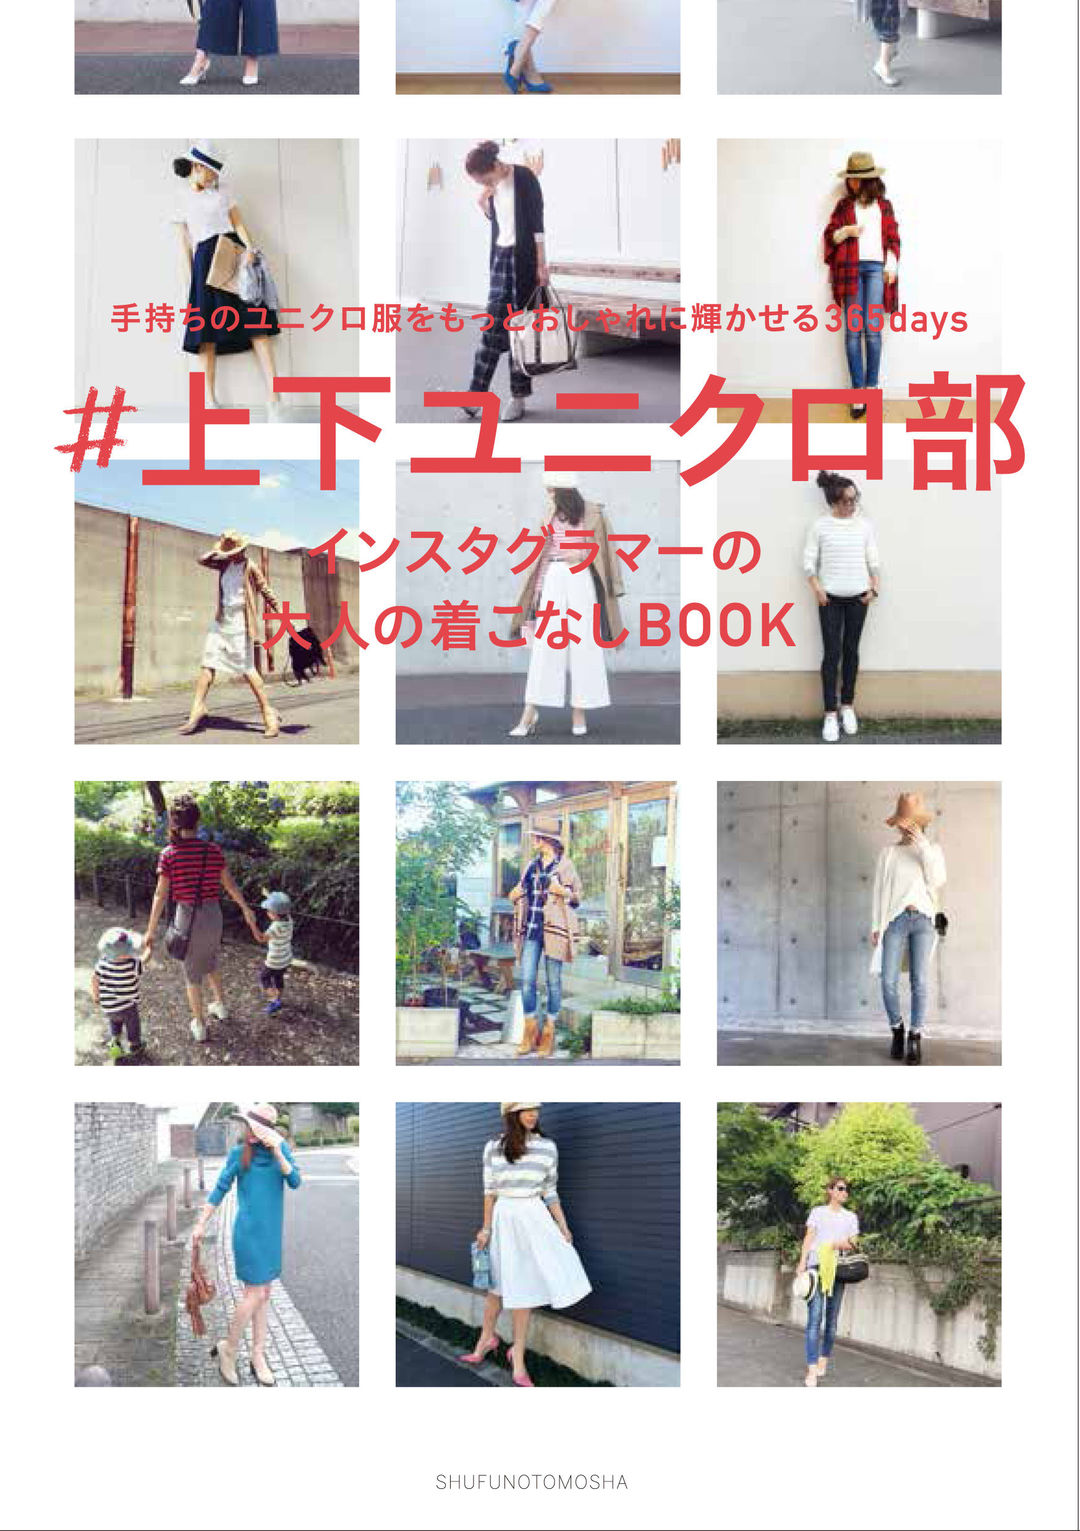 手持ちのユニクロ服をもっとおしゃれに輝かせる365days
#上下ユニクロ部
インスタグラマーの
大人の着こなしBOOK
SHUFUNOTOMOSHA